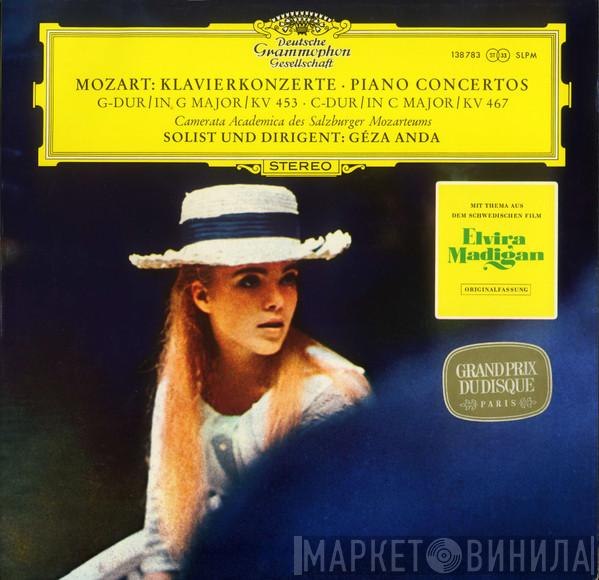 Deutsche
Grammophon
Gesellschaft
138 783 ST 33 SLPM
MOZART: KLAVIERKONZERTE · PIANO CONCERTOS
G-DUR / IN G MAJOR / KV 453 · C-DUR / IN C MAJOR / KV 467
Camerata Academica des Salzburger Mozarteums
SOLIST UND DIRIGENT: GÉZA ANDA
STEREO
MIT THEMA AUS
DEM SCHWEDISCHEN FILM
Elvira
Madigan
ORIGINALFASSUNG
GRAND PRIX
DU DISQUE
PARIS
МАРКЕТ ВИНИЛА